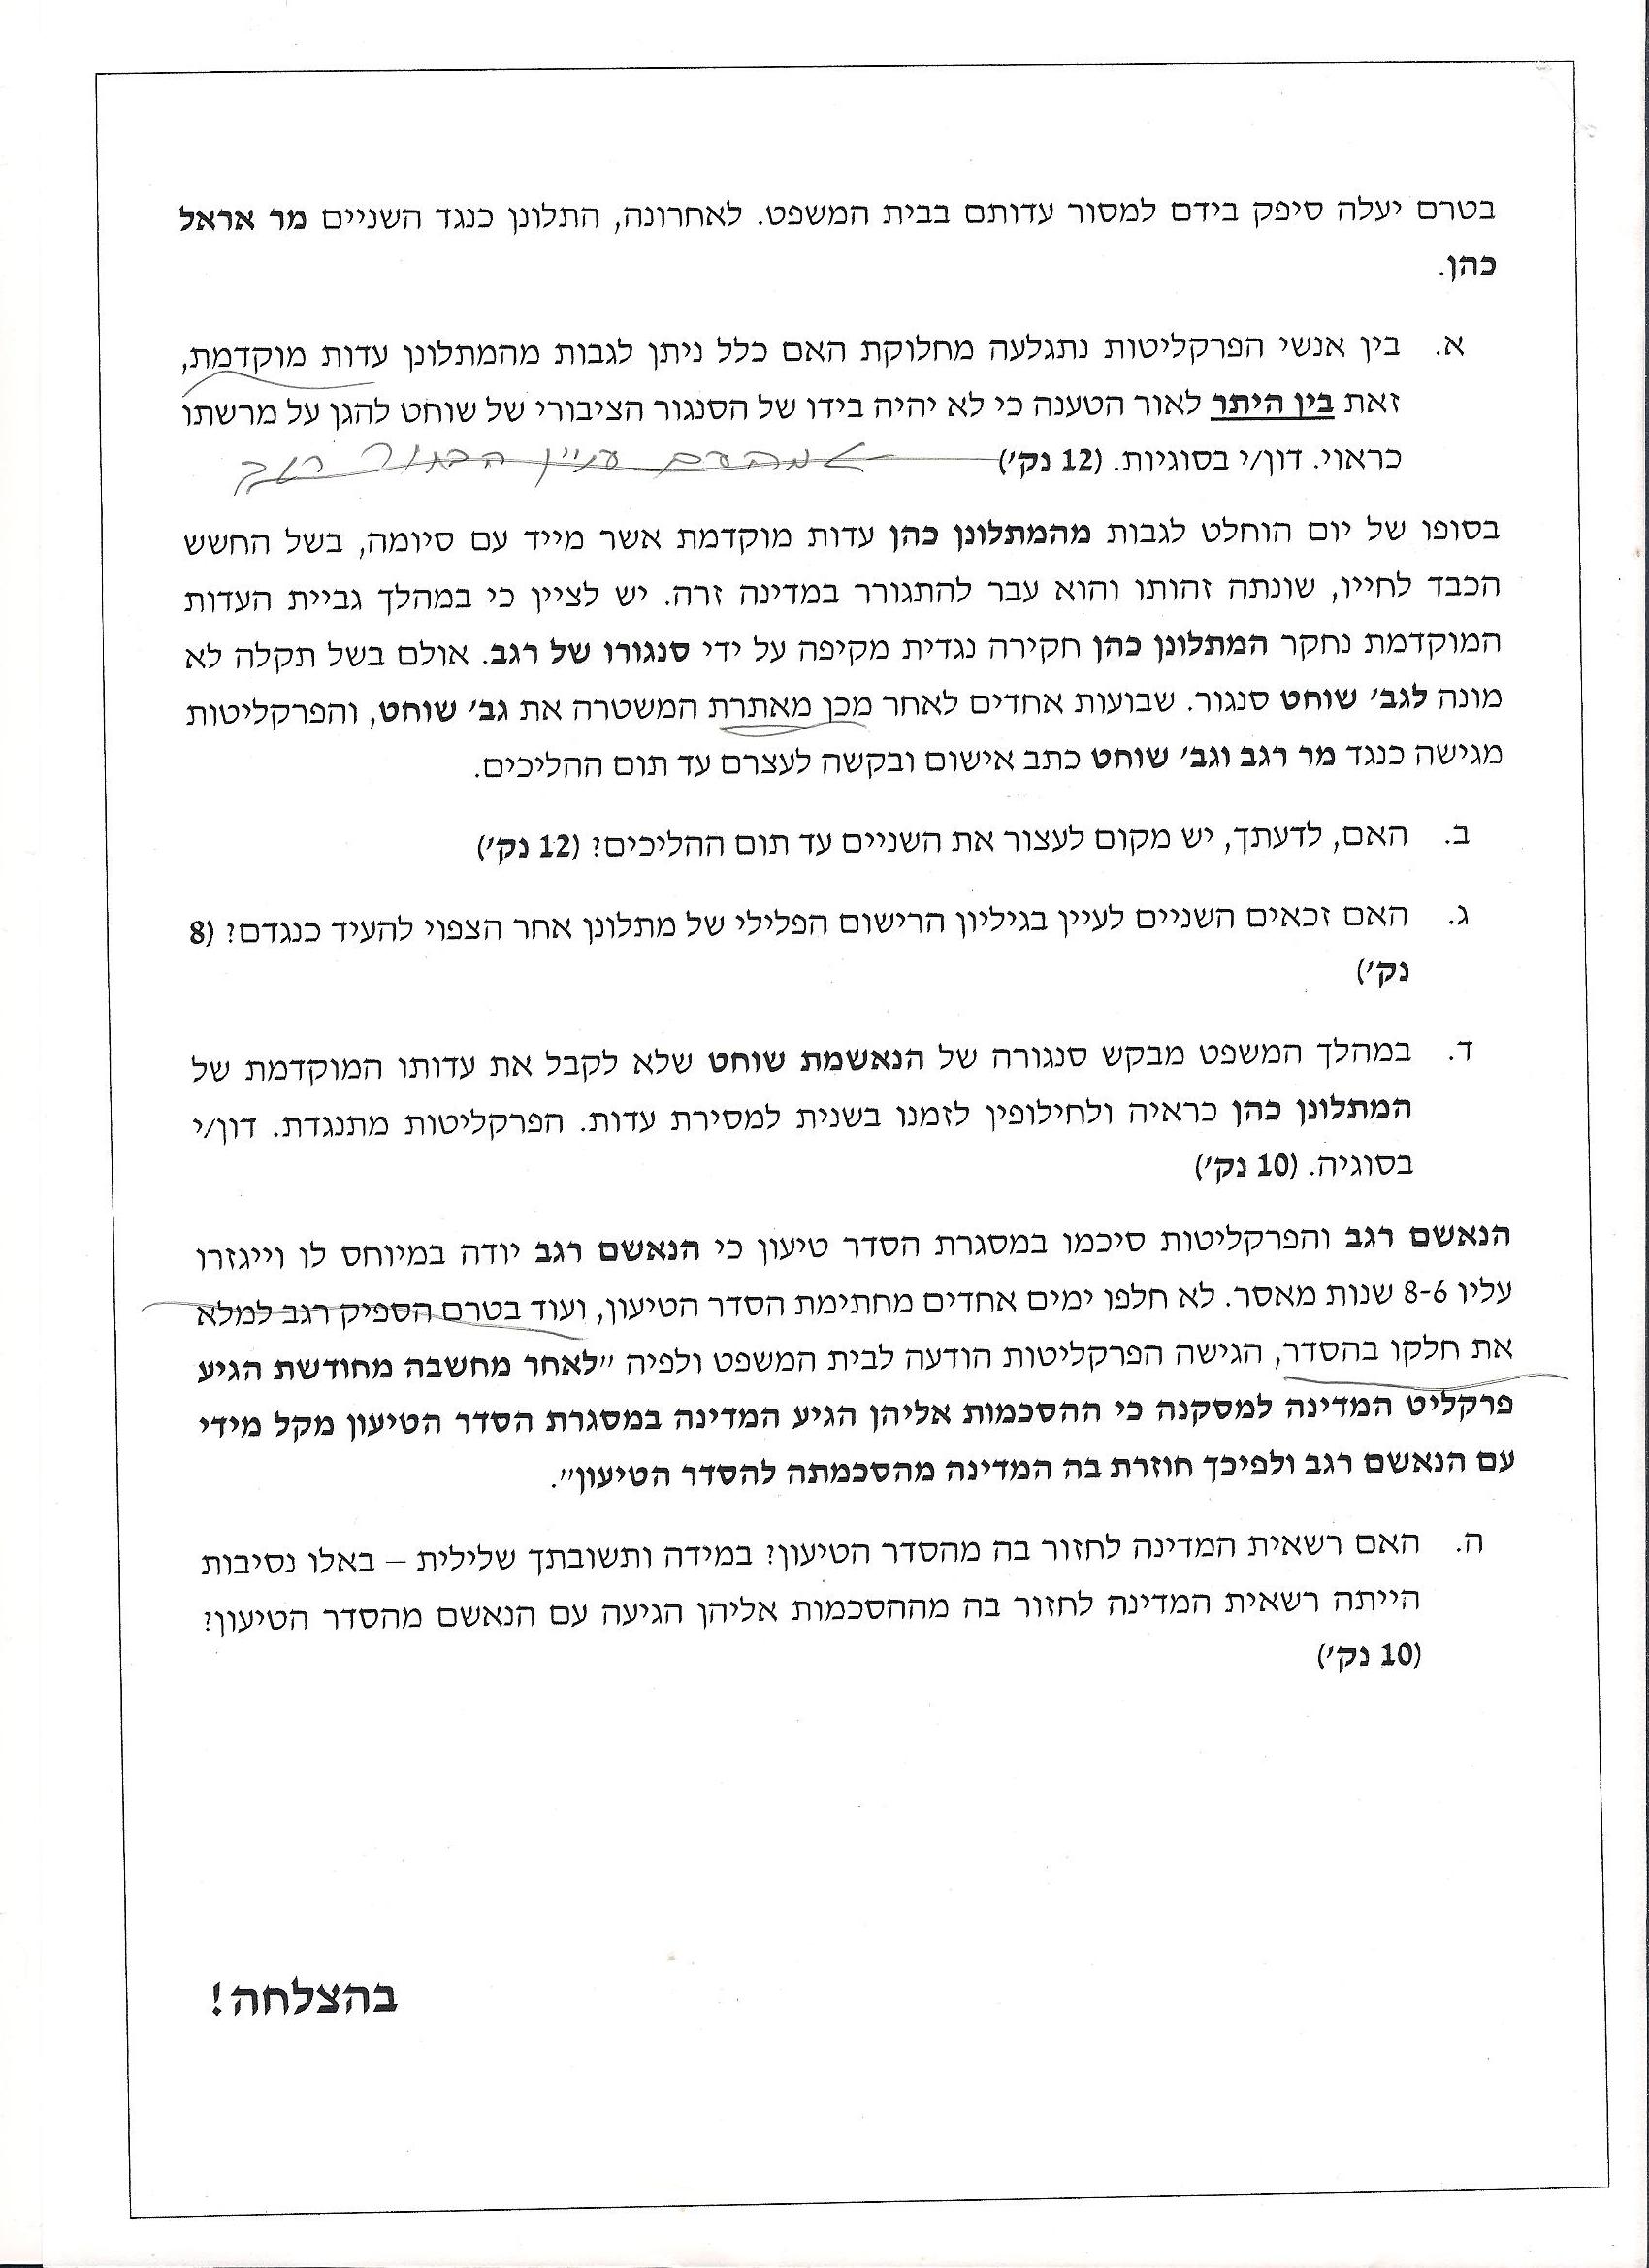 בטרם יעלה סיפק בידם למסור עדותם בבית המשפט. לאחרונה, התלונן כנגד השניים מר אראל
כהן.
א. בין אנשי הפרקליטות נתגלעה מחלוקת האם כלל ניתן לגבות מהמתלונן עדות מוקדמת,
זאת בין היתר לאור הטענה כי לא יהיה בידו של הסנגור הציבורי של שוחט להגן על מרשתו
כראוי. דון/י בסוגיות. (12 נק')
בסופו של יום הוחלט לגבות מהמתלונן כהן עדות מוקדמת אשר מייד עם סיומה, בשל החשש
הכבד לחייו, שונתה זהותו והוא עבר להתגורר במדינה זרה. יש לציין כי במהלך גביית העדות
המוקדמת נחקר המתלונן כהן חקירה נגדית מקיפה על ידי סנגורו של רגב. אולם בשל תקלה לא
מונה לגב' שוחט סנגור. שבועות אחדים לאחר מכן מאתרת המשטרה את גב' שוחט, והפרקליטות
מגישה כנגד מר רגב וגב' שוחט כתב אישום ובקשה לעצרם עד תום ההליכים.
ב. האם, לדעתך, יש מקום לעצור את השניים עד תום ההליכים? (12 נק')
ג. האם זכאים השניים לעיין בגיליון הרישום הפלילי של מתלונן אחר הצפוי להעיד כנגדם? (8
נק')
ד. במהלך המשפט מבקש סנגורה של הנאשמת שוחט שלא לקבל את עדותו המוקדמת של
המתלונן כהן כראיה ולחילופין לזמנו בשנית למסירת עדות. הפרקליטות מתנגדת. דון/י
בסוגיה. (10 נק')
הנאשם רגב והפרקליטות סיכמו במסגרת הסדר טיעון כי הנאשם רגב יודה במיוחס לו וייגזרו
עליו 8-6 שנות מאסר. לא חלפו ימים אחדים מחתימת הסדר הטיעון, ועוד בטרם הספיק רגב למלא
את חלקו בהסדר, הגישה הפרקליטות הודעה לבית המשפט ולפיה "לאחר מחשבה מחודשת הגיע
פרקליט המדינה למסקנה כי ההסכמות אליהן הגיע המדינה במסגרת הסדר הטיעון מקל מידי
עם הנאשם רגב ולפיכך חוזרת בה המדינה מהסכמתה להסדר הטיעון".
ה. האם רשאית המדינה לחזור בה מהסדר הטיעון? במידה ותשובתך שלילית – באלו נסיבות
הייתה רשאית המדינה לחזור בה מההסכמות אליהן הגיעה עם הנאשם מהסדר הטיעון?
(10 נק')
בהצלחה!